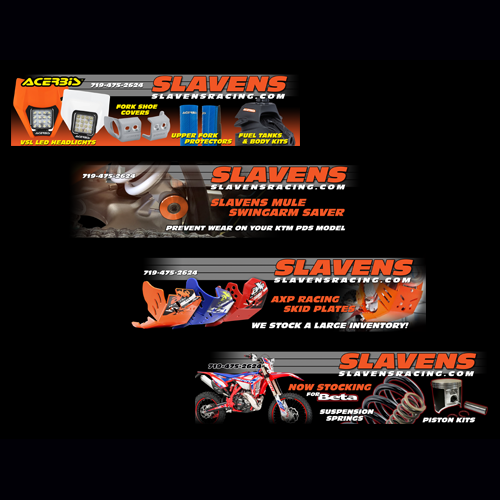 ACERBIS
719-475-2624
SLAVENS
SLAVENSRACING.COM
FORK SHOE
COVERS
VSL LED HEADLIGHTS
UPPER FORK
PROTECTORS
FUEL TANKS
& BODY KITS
719-475-2624
SLAVENS
SLAVENSRACING.COM
SLAVENS MULE
SWINGARM SAVER
PREVENT WEAR ON YOUR KTM PDS MODEL
719-475-2624
SLAVENS
SLAVENSRACING.COM
AXP RACING
SKID PLATES
WE STOCK A LARGE INVENTORY!
719-475-2624
SLAVENS
SLAVENSRACING.COM
NOW STOCKING
FOR Beta
SUSPENSION
SPRINGS
PISTON KITS